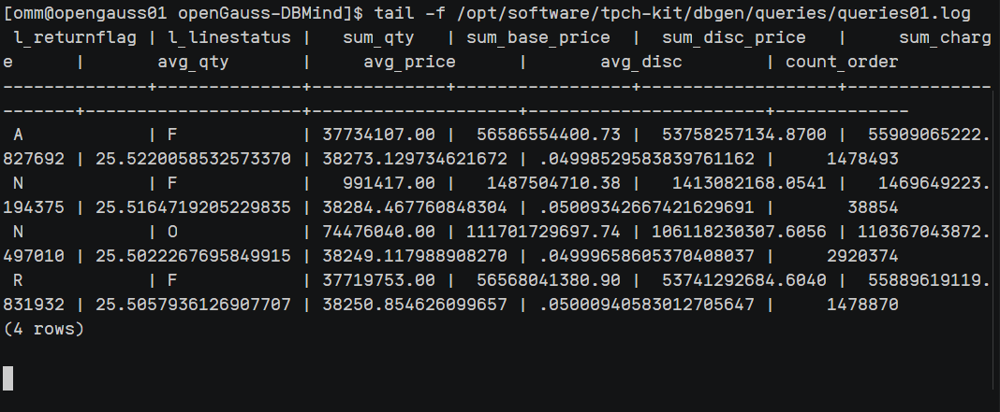 [omm@opengauss01 openGauss-DBMind]$ tail -f /opt/software/tpch-kit/dbgen/queries/queries01.log
 l_returnflag | l_linestatus |   sum_qty   | sum_base_price  |  sum_disc_price   |     sum_charg
e      |       avg_qty       |     avg_price      |       avg_disc        | count_order
--------------+--------------+-------------+-----------------+-------------------+--------------
-------+---------------------+--------------------+-----------------------+-------------
 A            | F            | 37734107.00 |  56586554400.73 |  53758257134.8700 |  55909065222.
827692 | 25.5220058532573370 | 38273.129734621672 | .04998529583839761162 |     1478493
 N            | F            |   991417.00 |   1487504710.38 |   1413082168.0541 |   1469649223.
194375 | 25.5164719205229835 | 38284.467760848304 | .05009342667421629691 |       38854
 N            | O            | 74476040.00 | 111701729697.74 | 106118230307.6056 | 110367043872.
497010 | 25.5022267695849915 | 38249.117988908270 | .04999658605370408037 |     2920374
 R            | F            | 37719753.00 |  56568041380.90 |  53741292684.6040 |  55889619119.
831932 | 25.5057936126907707 | 38250.854626099657 | .05000940583012705647 |     1478870
(4 rows)